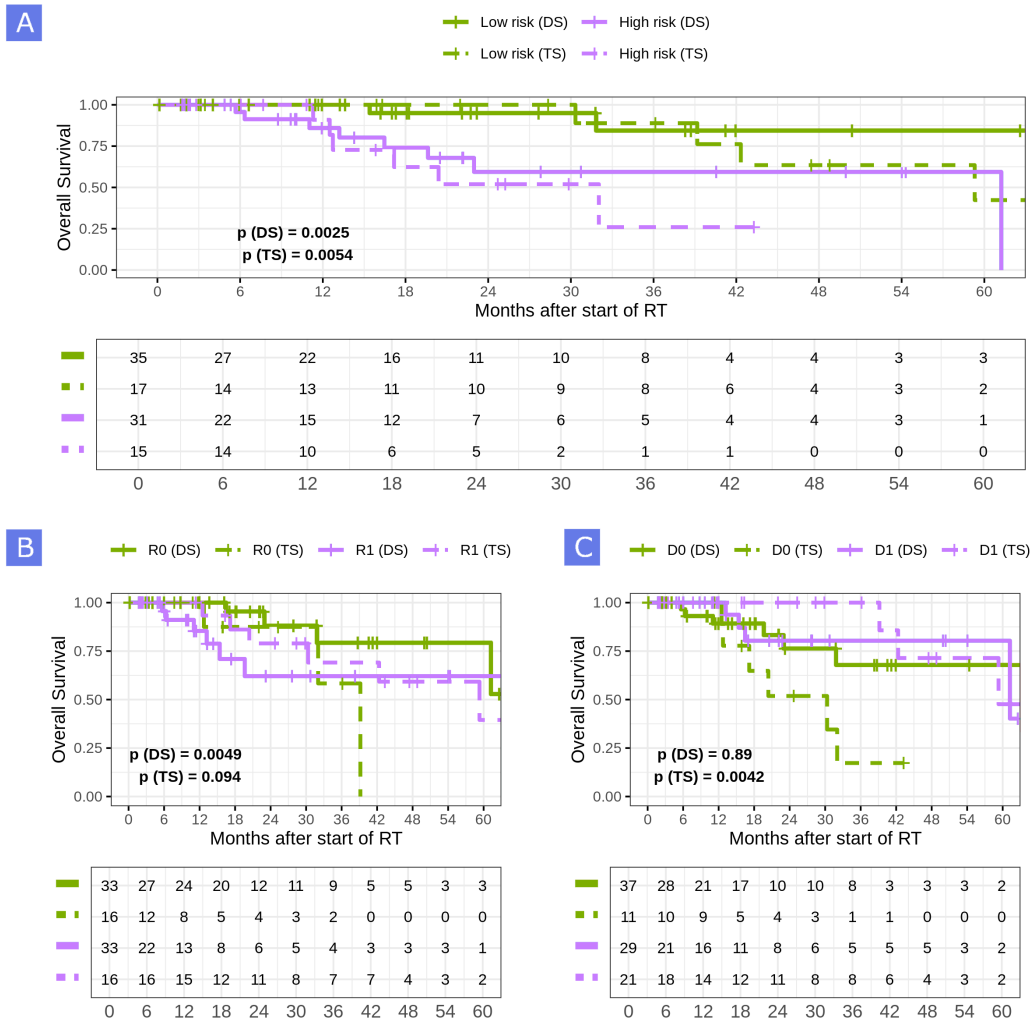 A
Low risk (DS) High risk (DS)
Low risk (TS) High risk (TS)
1.00
0.75
0.50
0.25
0.00
Overall Survival
p (DS) = 0.0025
p (TS) = 0.0054
0 6 12 18 24 30 36 42 48 54 60
Months after start of RT
35 27 22 16 11 10 8 4 4 3 3
17 14 13 11 10 9 8 6 4 3 2
31 22 15 12 7 6 5 4 4 3 1
15 14 10 6 5 2 1 1 0 0 0
0 6 12 18 24 30 36 42 48 54 60
B
R0 (DS) R0 (TS) R1 (DS) R1 (TS)
1.00
0.75
0.50
0.25
0.00
Overall Survival
p (DS) = 0.0049
p (TS) = 0.094
0 6 12 18 24 30 36 42 48 54 60
Months after start of RT
33 27 24 20 12 11 9 5 5 3 3
16 12 8 5 4 3 2 0 0 0 0
33 22 13 8 6 5 4 3 3 3 1
16 16 15 12 11 8 7 7 4 3 2
0 6 12 18 24 30 36 42 48 54 60
C
D0 (DS) D0 (TS) D1 (DS) D1 (TS)
1.00
0.75
0.50
0.25
0.00
Overall Survival
p (DS) = 0.89
p (TS) = 0.0042
0 6 12 18 24 30 36 42 48 54 60
Months after start of RT
37 28 21 17 10 10 8 3 3 3 2
11 10 9 5 4 3 1 1 0 0 0
29 21 16 11 8 6 5 5 5 3 2
21 18 14 12 11 8 8 6 4 3 2
0 6 12 18 24 30 36 42 48 54 60